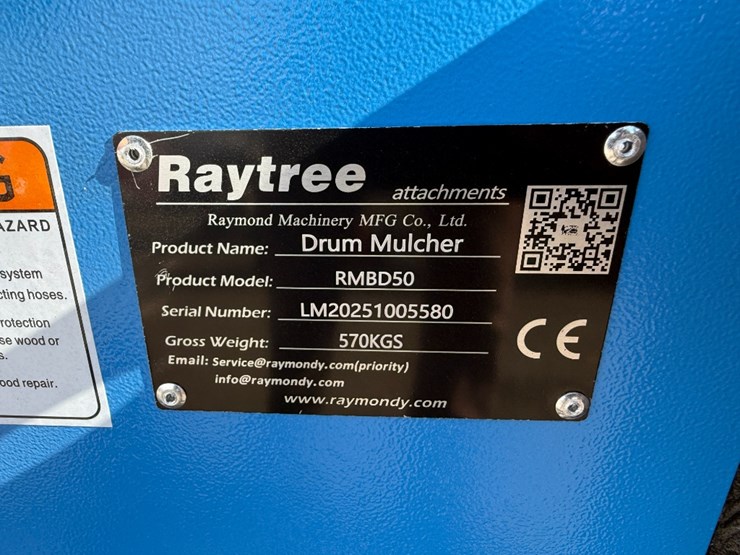 G
AZARD
system
cting hoses.
rotection
se wood or
s.
ood repair.
Raytree attachments
Raymond Machinery MFG Co., Ltd.
Product Name: Drum Mulcher
Product Model: RMBD50
Serial Number: LM20251005580
Gross Weight: 570KGS
CE
Email: Service@raymondy.com(priority)
info@raymondy.com
www.raymondy.com